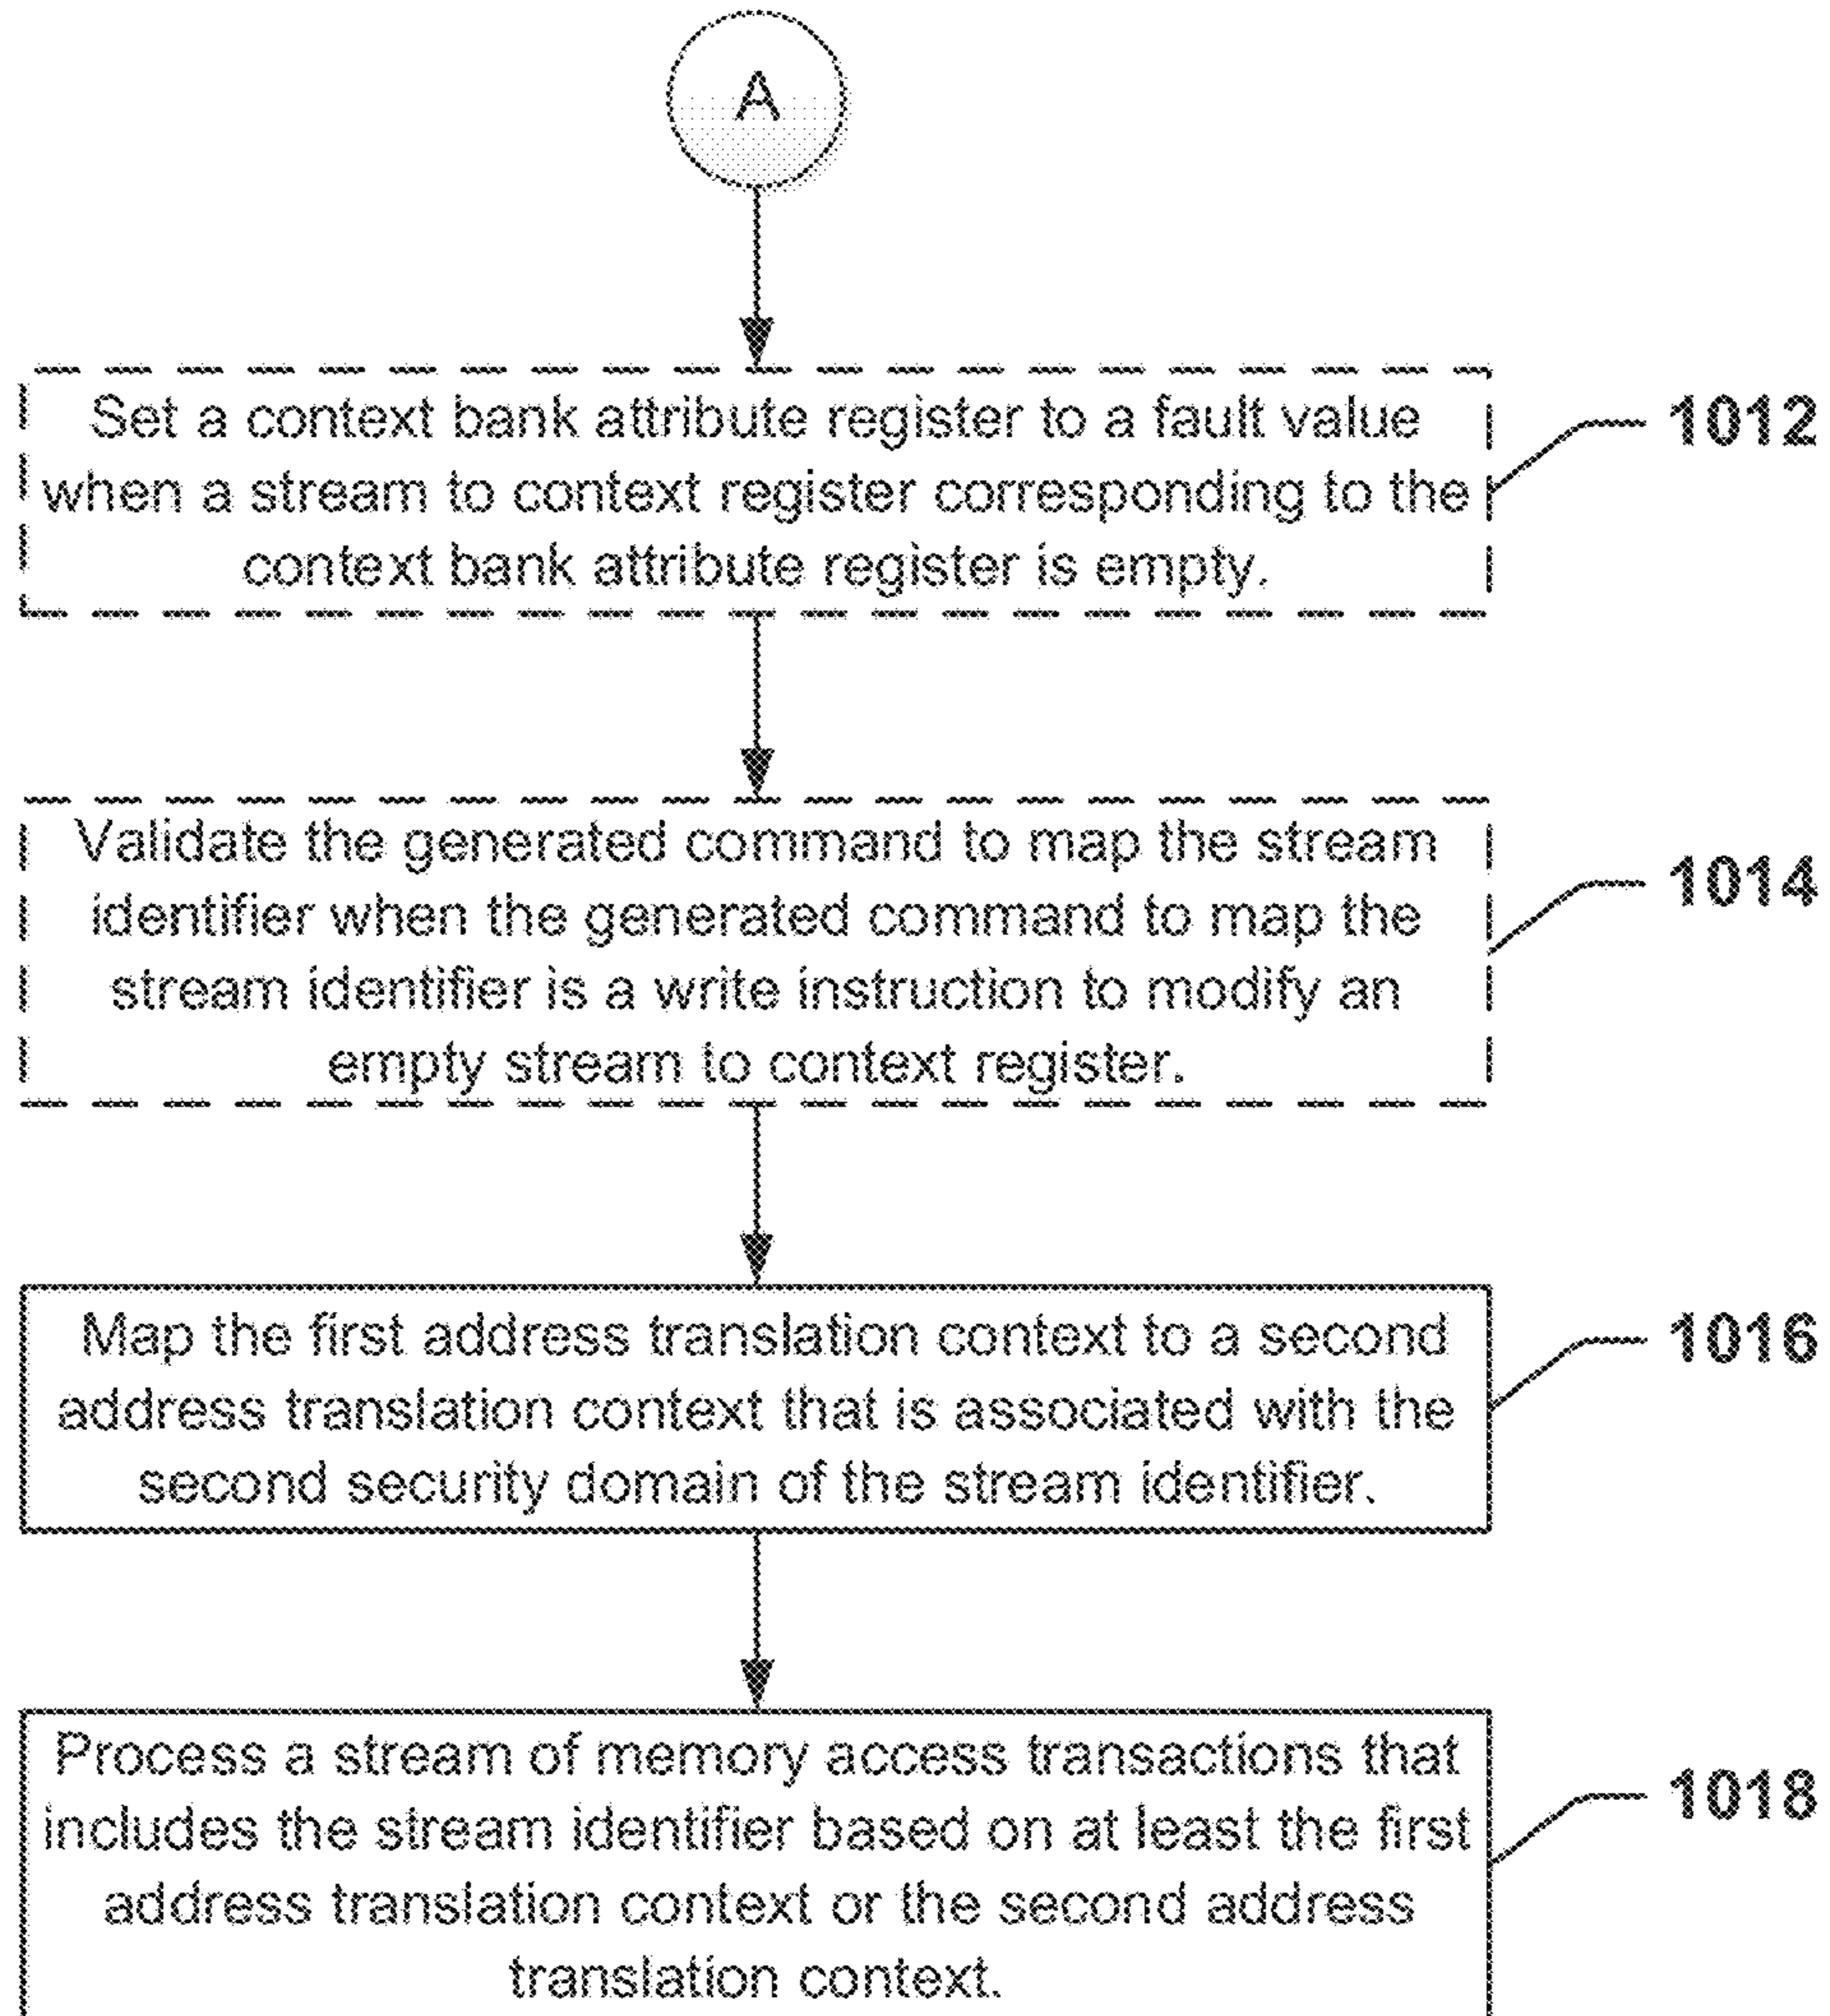 A
Set a context bank attribute register to a fault value
when a stream to context register corresponding to the
context bank attribute register is empty.
1012
Validate the generated command to map the stream
identifier when the generated command to map the
stream identifier is a write instruction to modify an
empty stream to context register.
1014
Map the first address translation context to a second
address translation context that is associated with the
second security domain of the stream identifier.
1016
Process a stream of memory access transactions that
includes the stream identifier based on at least the first
address translation context or the second address
translation context.
1018